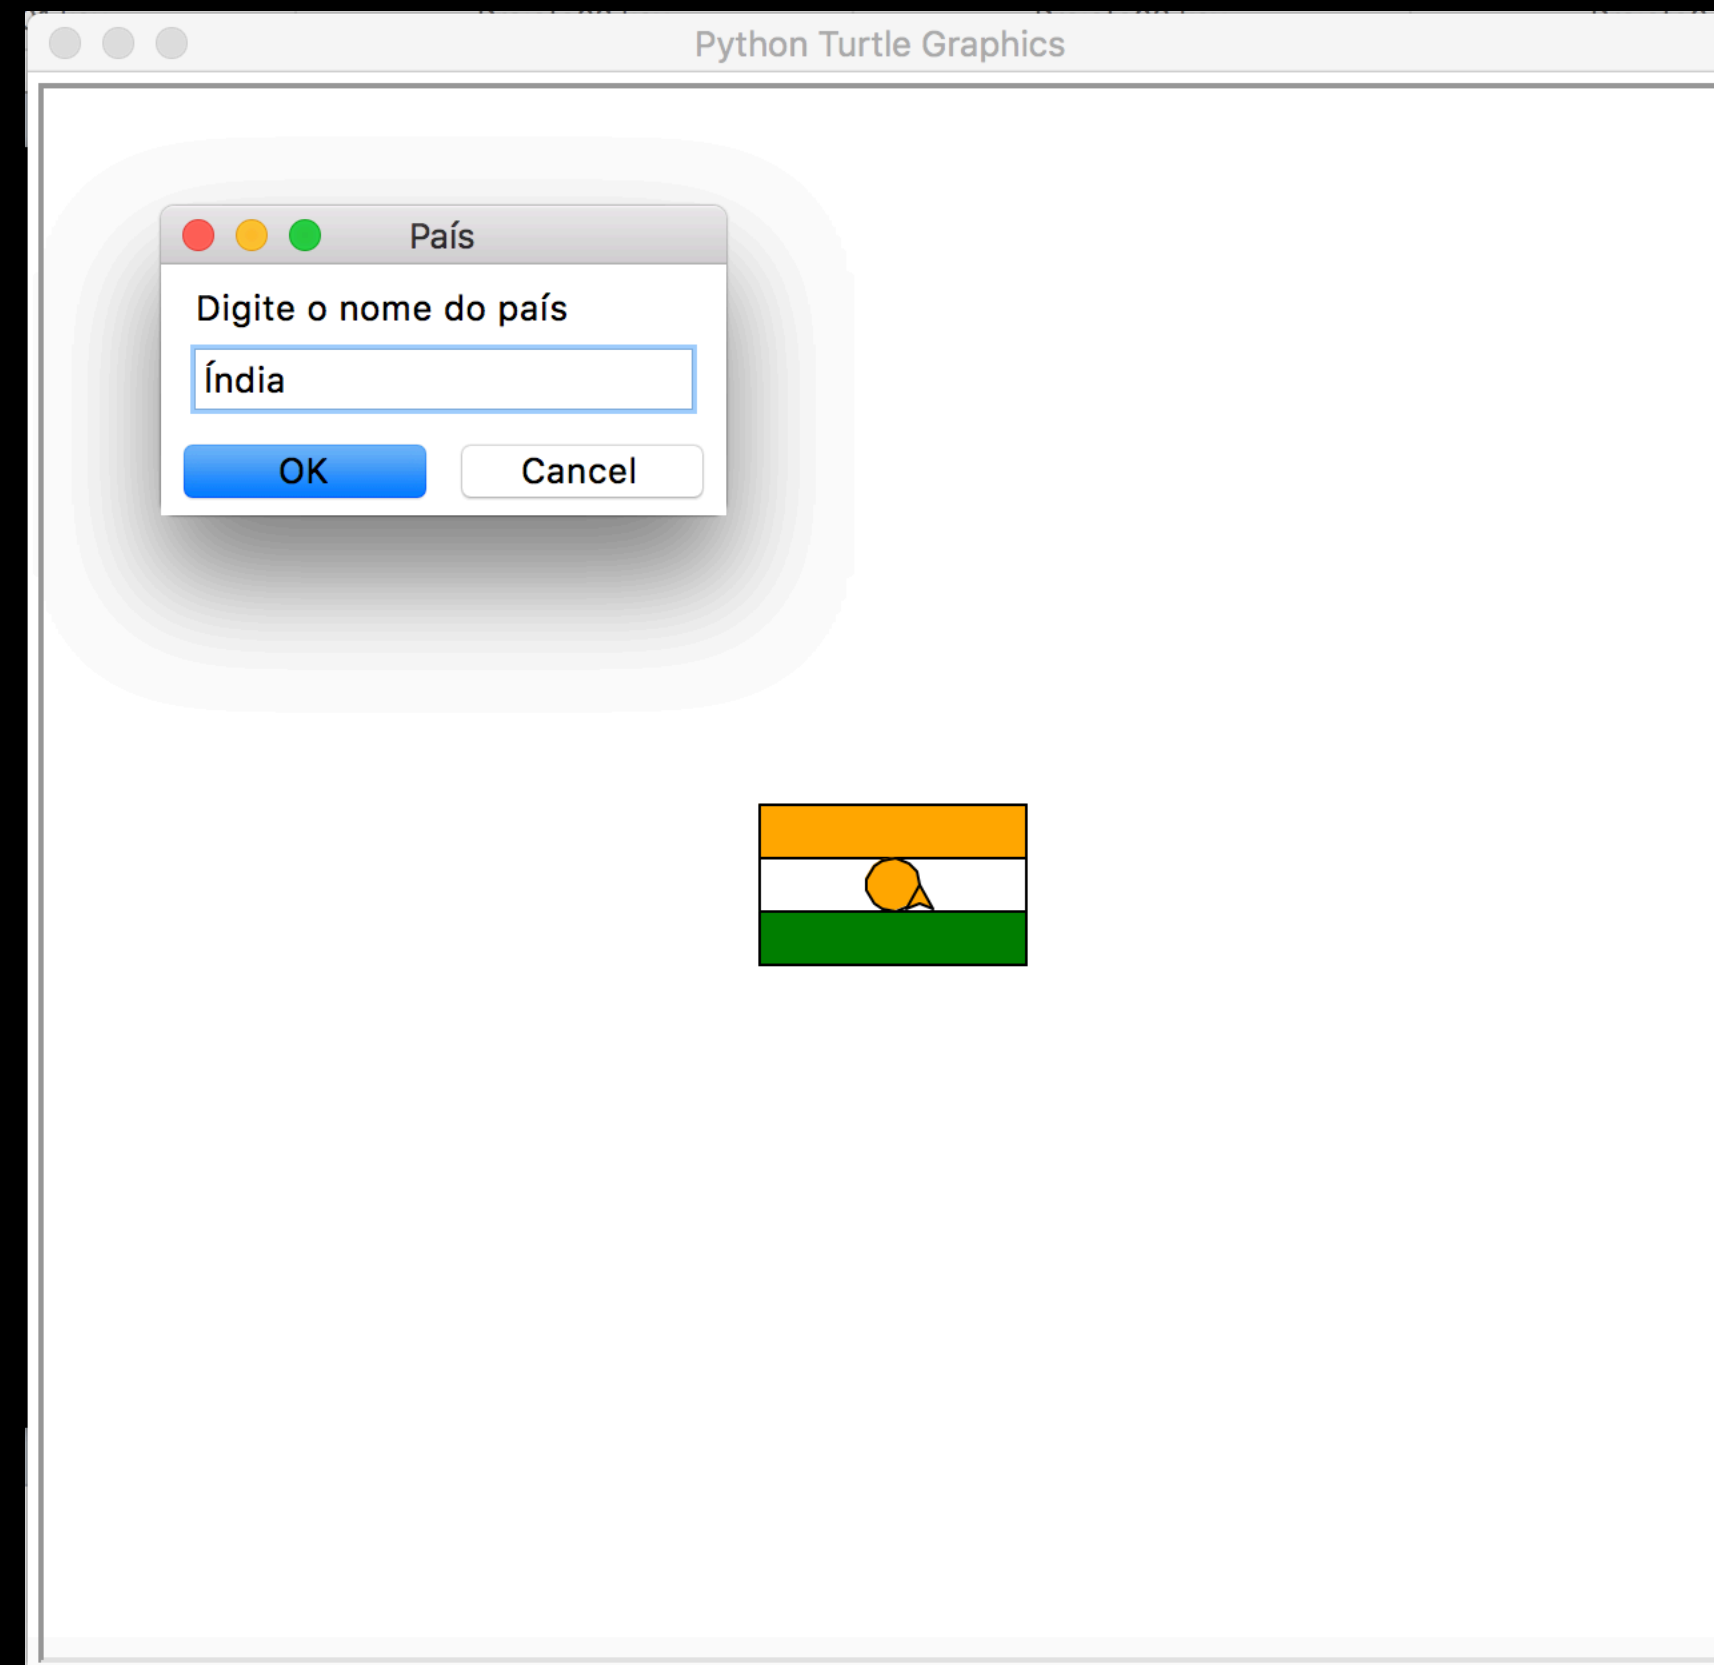 Python Turtle Graphics
País
Digite o nome do país
Índia
OK
Cancel